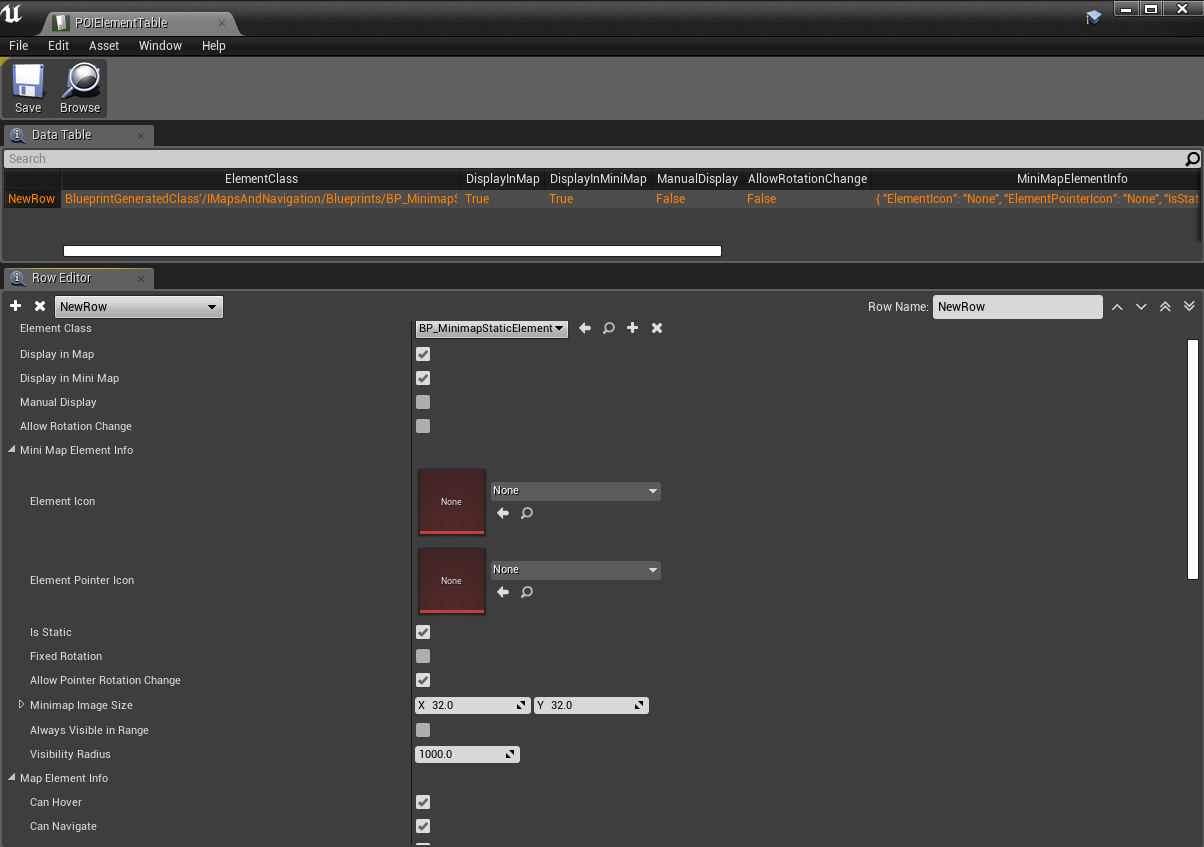 POIElementTable
File Edit Asset Window Help
Save Browse
Data Table
Search
ElementClass DisplayInMap DisplayInMiniMap ManualDisplay AllowRotationChange MiniMapElementInfo
NewRow BlueprintGeneratedClass'/IMapsAndNavigation/Blueprints/BP_MinimapS True True False False { "ElementIcon": "None", "ElementPointerIcon": "None", "IsStat
Row Editor
NewRow Row Name: NewRow
Element Class BP_MinimapStaticElement
Display in Map
Display in Mini Map
Manual Display
Allow Rotation Change
Mini Map Element Info
Element Icon None None
Element Pointer Icon None None
Is Static
Fixed Rotation
Allow Pointer Rotation Change
Minimap Image Size X 32.0 Y 32.0
Always Visible in Range
Visibility Radius 1000.0
Map Element Info
Can Hover
Can Navigate